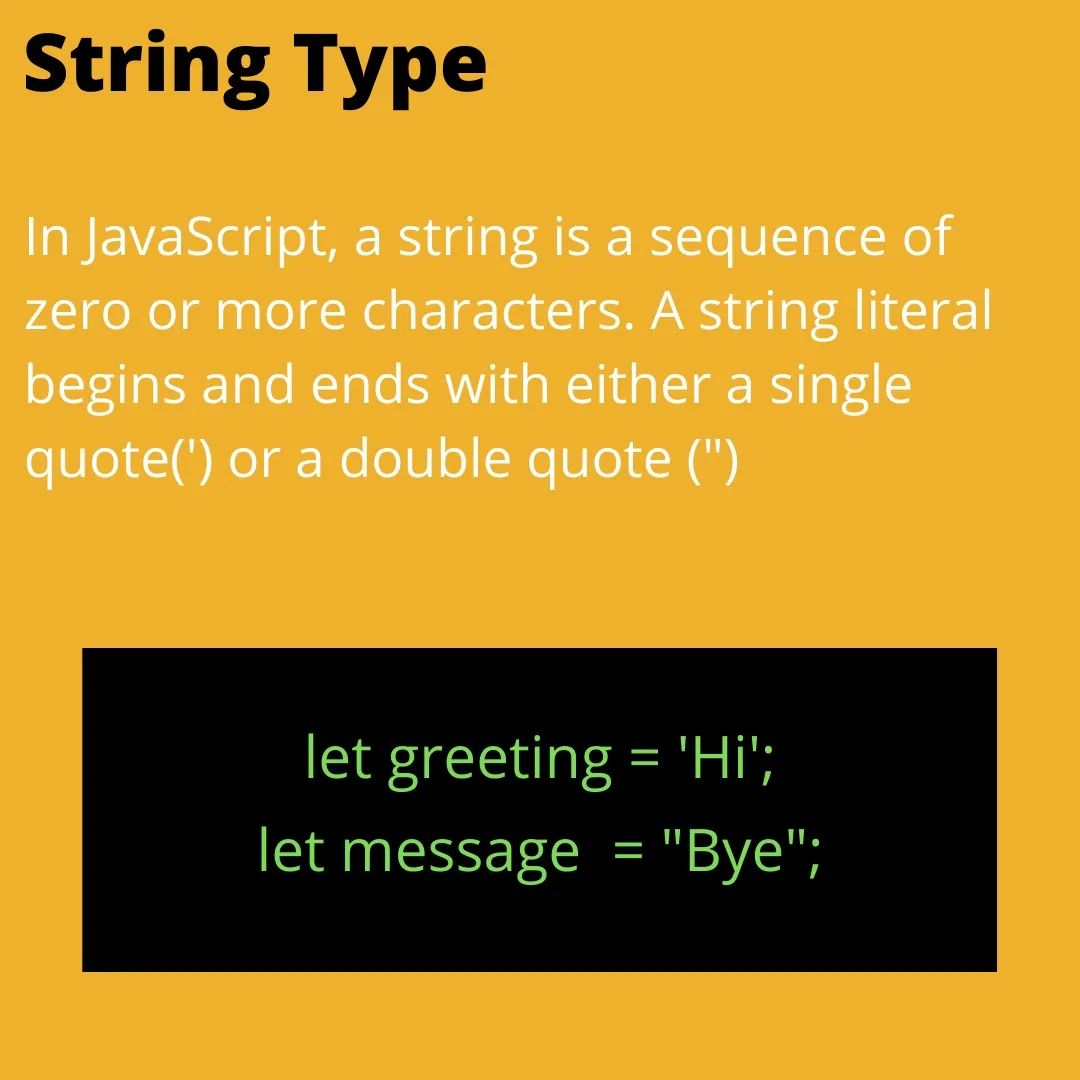 String Type
In JavaScript, a string is a sequence of
zero or more characters. A string literal
begins and ends with either a single
quote(') or a double quote (")
let greeting = 'Hi';
let message  = "Bye";